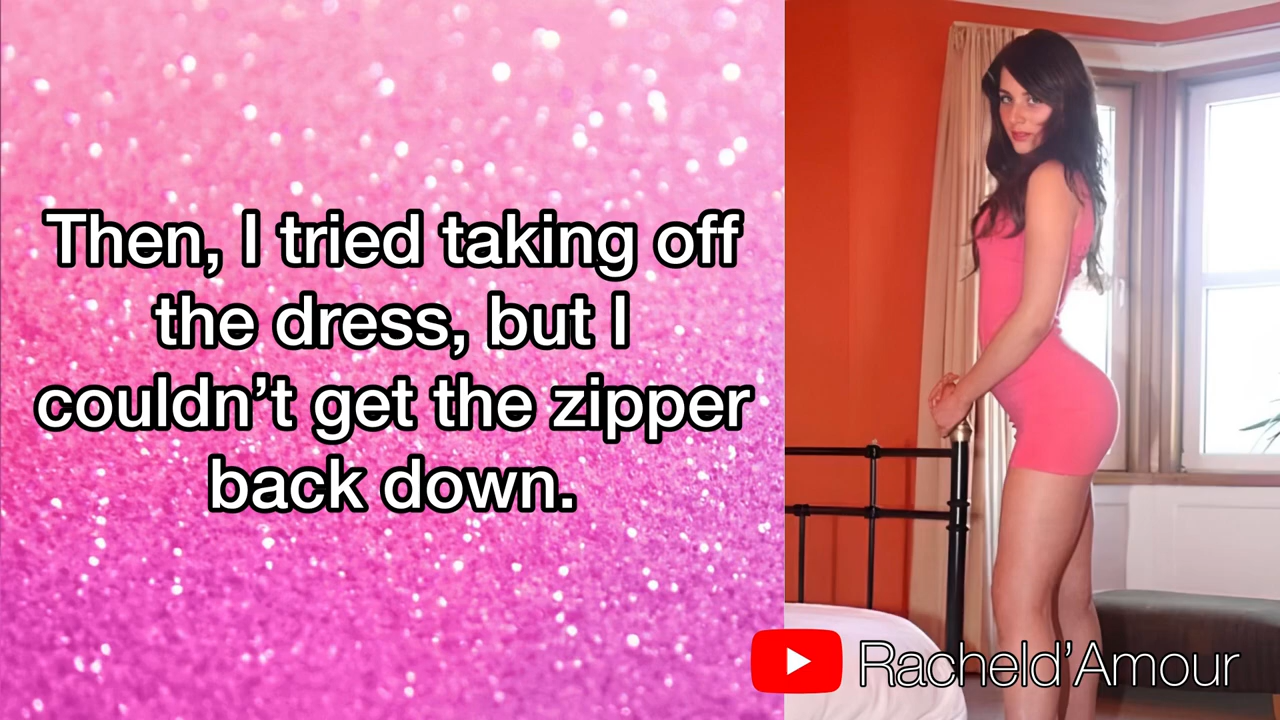 Then, I tried taking off
the dress, but I
couldn’t get the zipper
back down.
Racheld’Amour